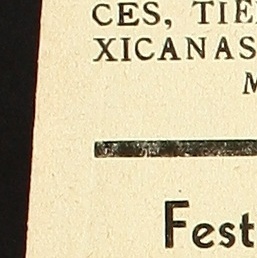 CES, TIE
XICANAS
M
Fest